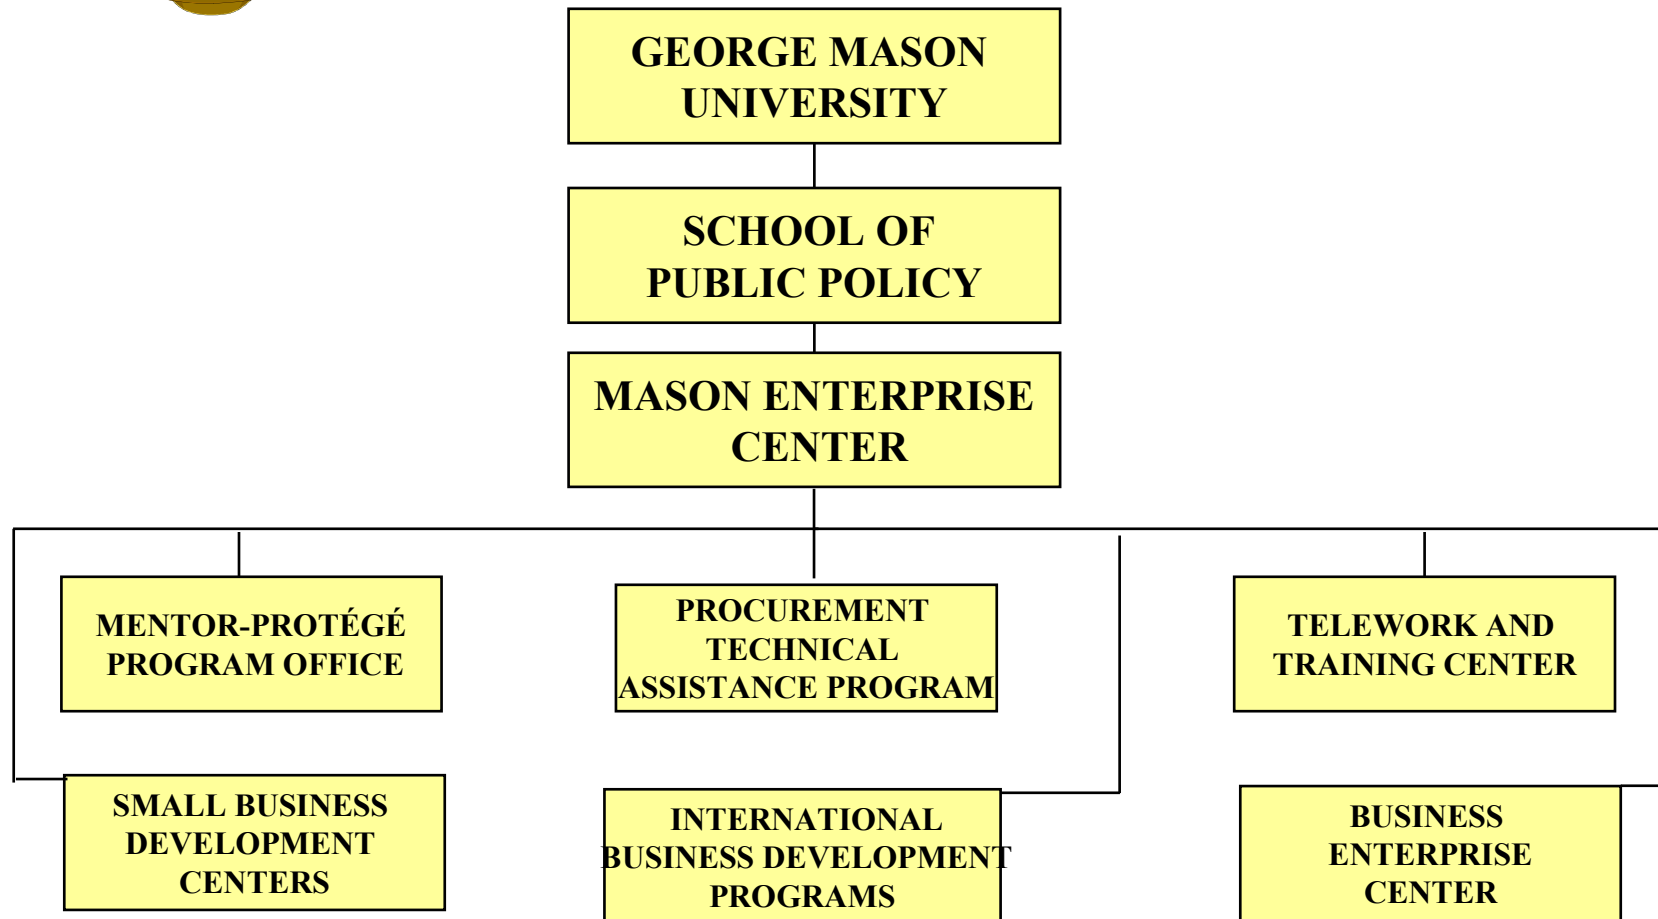 GEORGE MASON
UNIVERSITY
SCHOOL OF
PUBLIC POLICY
MASON ENTERPRISE
CENTER
MENTOR-PROTÉGÉ
PROGRAM OFFICE
PROCUREMENT
TECHNICAL
ASSISTANCE PROGRAM
TELEWORK AND
TRAINING CENTER
SMALL BUSINESS
DEVELOPMENT
CENTERS
INTERNATIONAL
BUSINESS DEVELOPMENT
PROGRAMS
BUSINESS
ENTERPRISE
CENTER